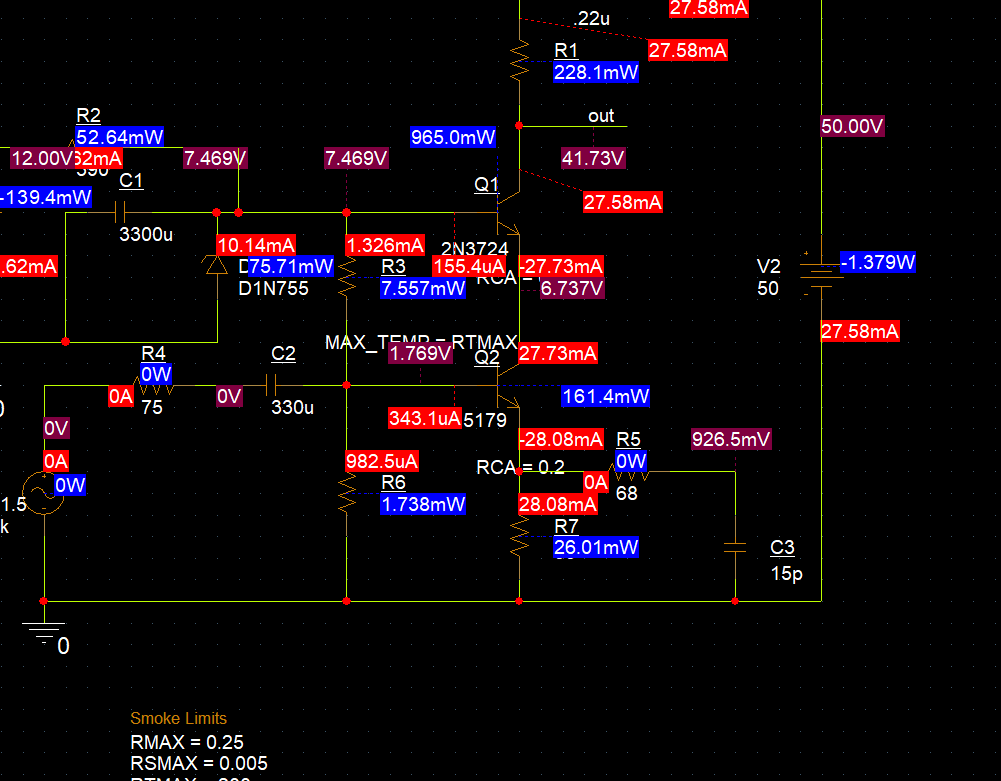 27.58mA
.22u
27.58mA
R1
228.1mW
out
R2
52.64mW
965.0mW
50.00V
12.00V
62mA
7.469V
7.469V
41.73V
C1
Q1
-139.4mW
27.58mA
3300u
10.14mA
1.326mA
2N3724
.62mA
75.71mW
R3
155.4uA
-27.73mA
V2
-1.379W
D1N755
7.557mW
RCA =
6.737V
50
27.58mA
MAX_TEMP = RTMAX
R4
C2
1.769V
Q2
27.73mA
0W
0A
75
0V
330u
161.4mW
343.1uA
5179
0V
-28.08mA
R5
926.5mV
0A
982.5uA
RCA = 0.2
0W
0W
R6
0A
68
1.5
1.738mW
28.08mA
k
R7
26.01mW
C3
15p
0
Smoke Limits
RMAX = 0.25
RSMAX = 0.005